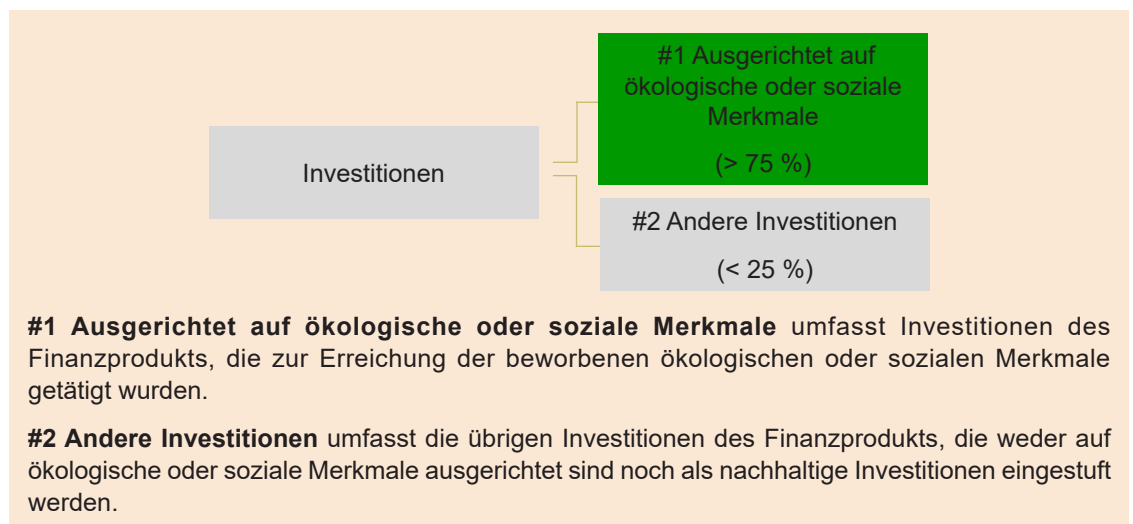 #1 Ausgerichtet auf
ökologische oder soziale
Merkmale
(> 75 %)
Investitionen
#2 Andere Investitionen
(< 25 %)
#1 Ausgerichtet auf ökologische oder soziale Merkmale umfasst Investitionen des
Finanzprodukts, die zur Erreichung der beworbenen ökologischen oder sozialen Merkmale
getätigt wurden.
#2 Andere Investitionen umfasst die übrigen Investitionen des Finanzprodukts, die weder auf
ökologische oder soziale Merkmale ausgerichtet sind noch als nachhaltige Investitionen eingestuft
werden.